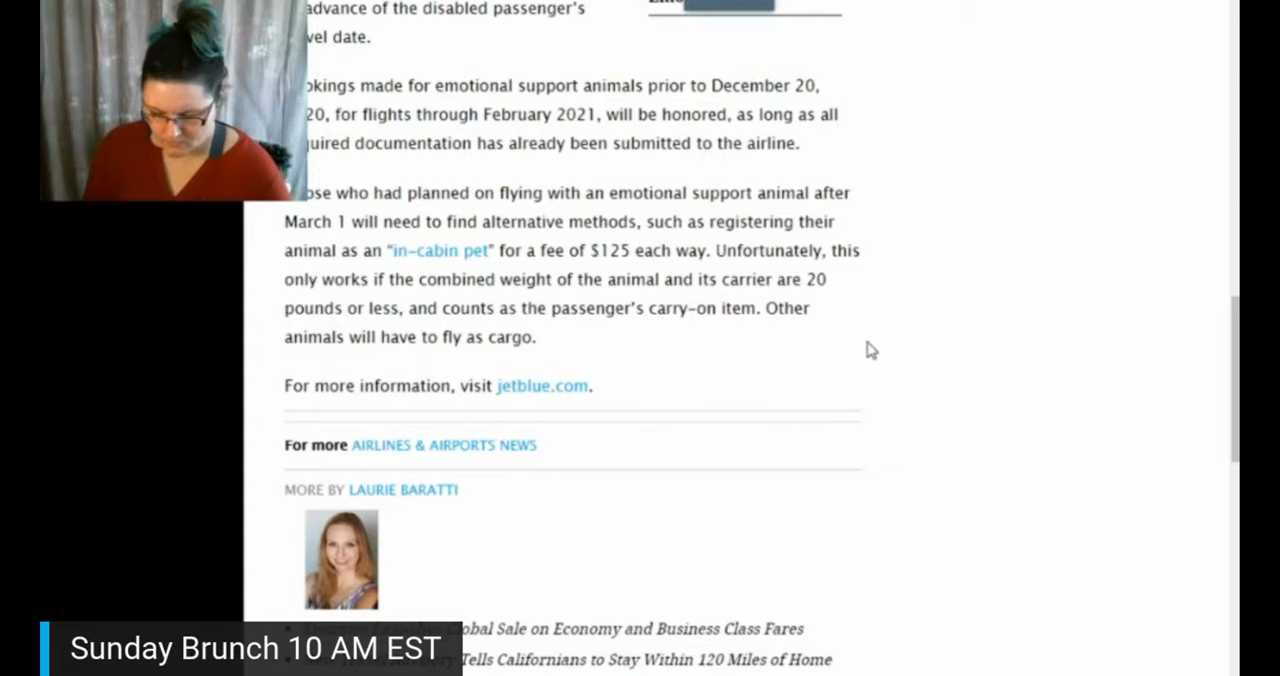 advance of the disabled passenger's
vel date.
okings made for emotional support animals prior to December 20,
20, for flights through February 2021, will be honored, as long as all
uired documentation has already been submitted to the airline.
ose who had planned on flying with an emotional support animal after
March 1 will need to find alternative methods, such as registering their
animal as an "in-cabin pet" for a fee of $125 each way. Unfortunately, this
only works if the combined weight of the animal and its carrier are 20
pounds or less, and counts as the passenger's carry-on item. Other
animals will have to fly as cargo.
For more information, visit jetblue.com.
For more AIRLINES & AIRPORTS NEWS
MORE BY LAURIE BARATTI
Global Sale on Economy and Business Class Fares
Tells Californians to Stay Within 120 Miles of Home
Sunday Brunch 10 AM EST